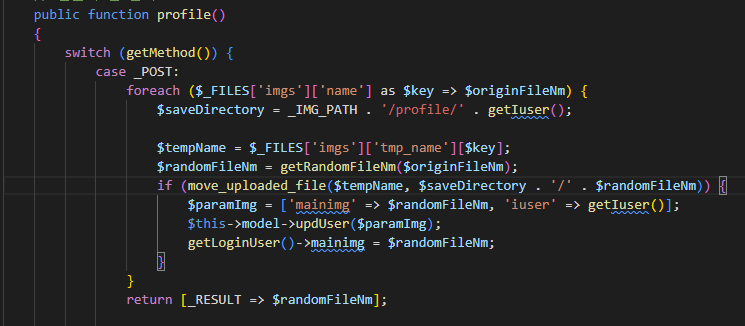 public function profile()
{
    switch (getMethod()) {
        case _POST:
            foreach ($_FILES['imgs']['name'] as $key => $originFileNm) {
                $saveDirectory = _IMG_PATH . '/profile/' . getIuser();

                $tempName = $_FILES['imgs']['tmp_name'][$key];
                $randomFileNm = getRandomFileNm($originFileNm);
                if (move_uploaded_file($tempName, $saveDirectory . '/' . $randomFileNm)) {
                    $paramImg = ['mainimg' => $randomFileNm, 'iuser' => getIuser()];
                    $this->model->updUser($paramImg);
                    getLoginUser()->mainimg = $randomFileNm;
                }
            }
            return [_RESULT => $randomFileNm];